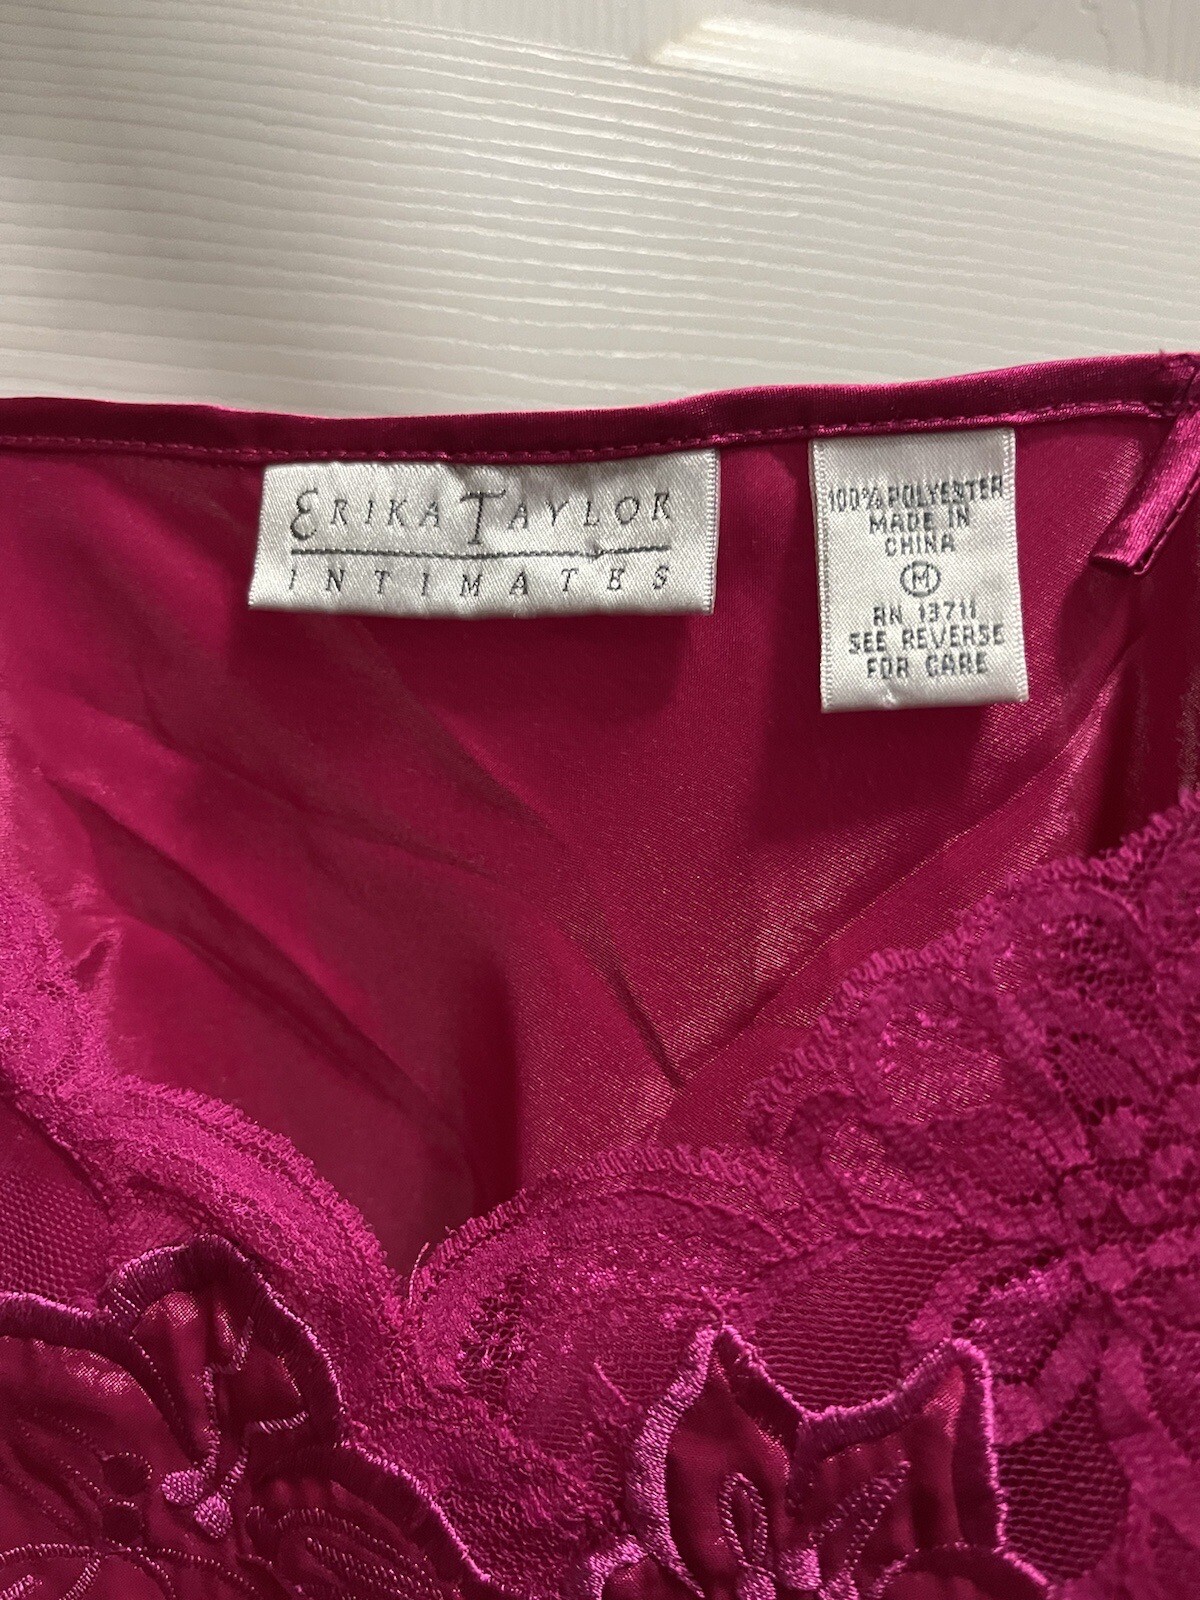 ERIKA TAYLOR
INTIMATES
100% POLYESTER
MADE IN
CHINA
M
RN 13711
SEE REVERSE
FOR CARE